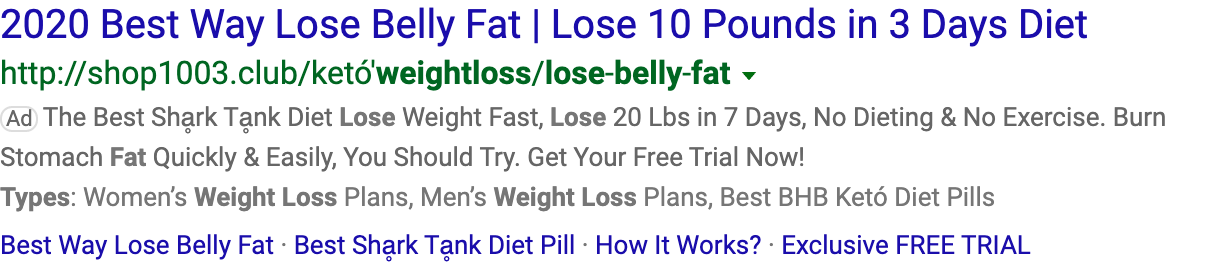 2020 Best Way Lose Belly Fat | Lose 10 Pounds in 3 Days Diet
http://shop1003.club/ketó'weightloss/lose-belly-fat
Ad The Best Shḁrk Tḁnk Diet Lose Weight Fast, Lose 20 Lbs in 7 Days, No Dieting & No Exercise. Burn
Stomach Fat Quickly & Easily, You Should Try. Get Your Free Trial Now!
Types: Women’s Weight Loss Plans, Men’s Weight Loss Plans, Best BHB Ketó Diet Pills
Best Way Lose Belly Fat · Best Shḁrk Tḁnk Diet Pill · How It Works? · Exclusive FREE TRIAL